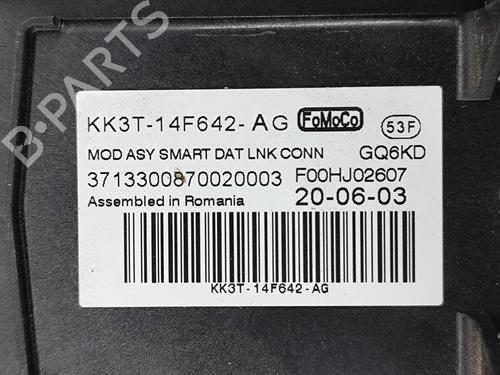 B-PARTS
KK3T-14F642-AG FoMoCo 53F
MOD ASY SMART DAT LNK CONN GQ6KD
3713300870020003 F00HJ02607
Assembled in Romania 20-06-03
KK3T-14F642-AG